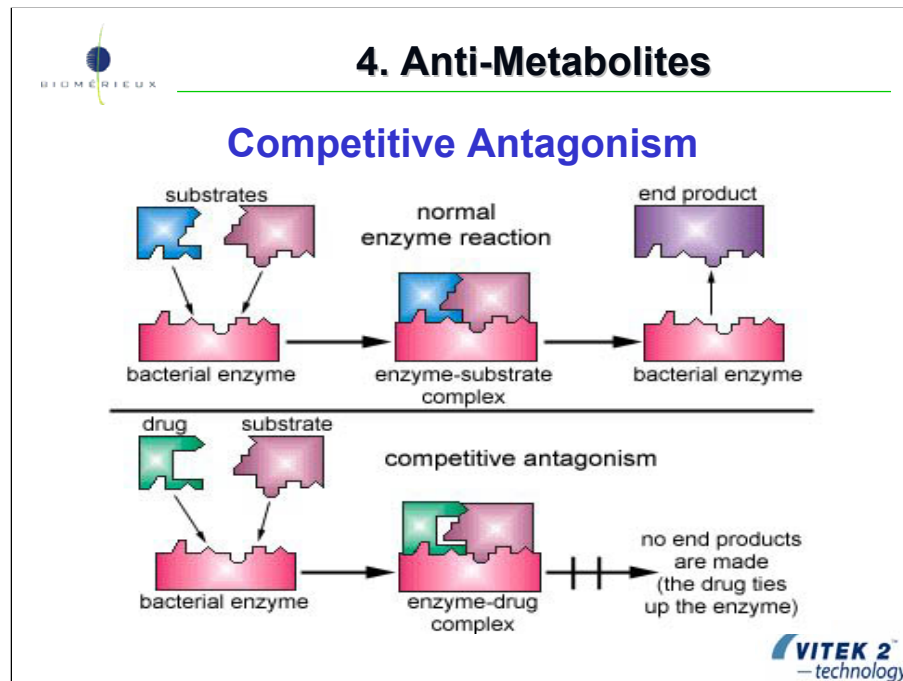 4. Anti-Metabolites
BIOMÉRIEUX
Competitive Antagonism
substrates
normal
enzyme reaction
end product
bacterial enzyme
enzyme-substrate
complex
bacterial enzyme
drug
substrate
competitive antagonism
bacterial enzyme
enzyme-drug
complex
no end products
are made
(the drug ties
up the enzyme)
VITEK 2™
technology